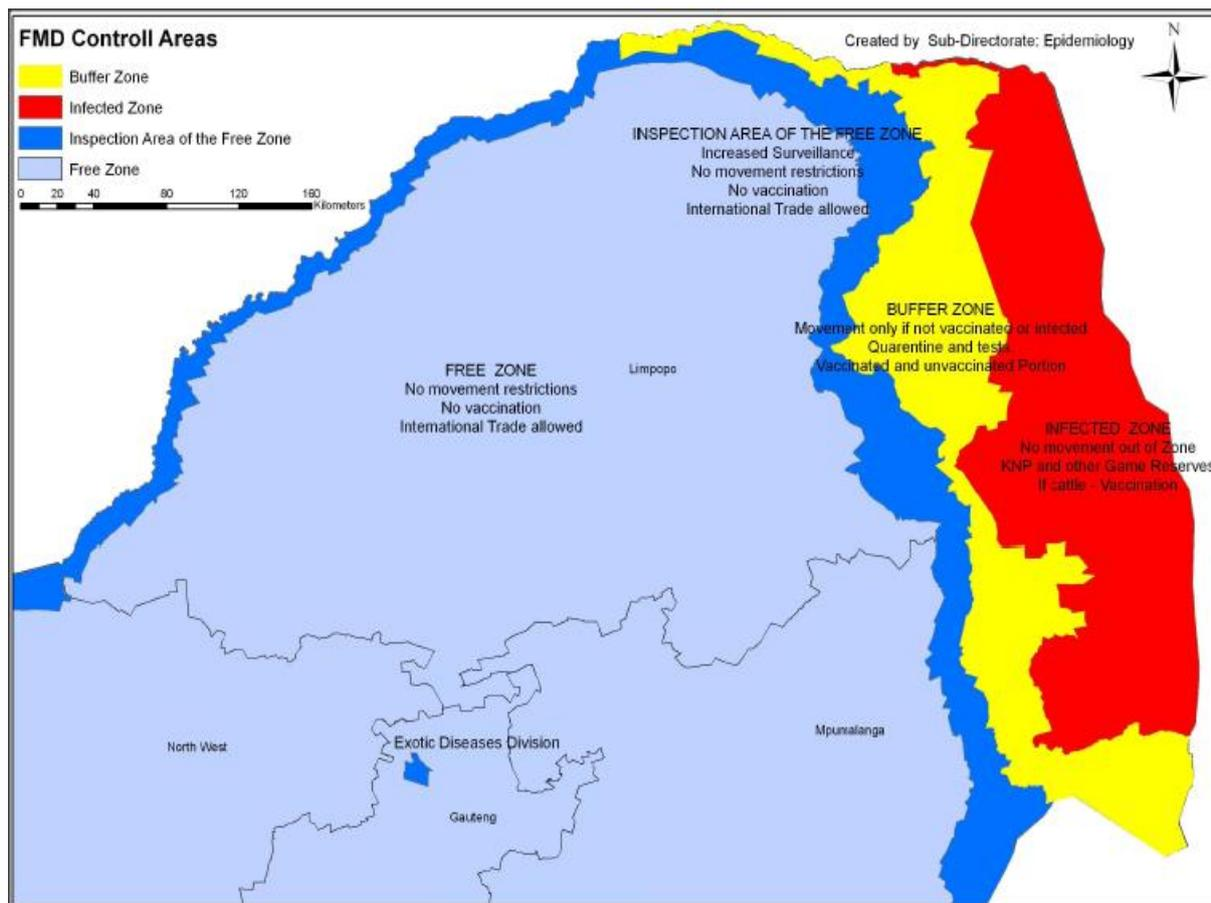 FMD Controll Areas
Buffer Zone
Infected Zone
Inspection Area of the Free Zone
Free Zone
0 20 40 80 120 160
Kilometers
Created by Sub-Directorate: Epidemiology
N
INSPECTION AREA OF THE FREE ZONE
Increased Surveillance
No movement restrictions
No vaccination
International Trade allowed
BUFFER ZONE
Movement only if not vaccinated or infected
Quarentine and tests
Vaccinated and unvaccinated Portion
FREE ZONE
No movement restrictions
No vaccination
International Trade allowed
Limpopo
INFECTED ZONE
No movement out of Zone
KNP and other Game Reserves
If cattle - Vaccination
North West
Exotic Diseases Division
Mpumalanga
Gauteng